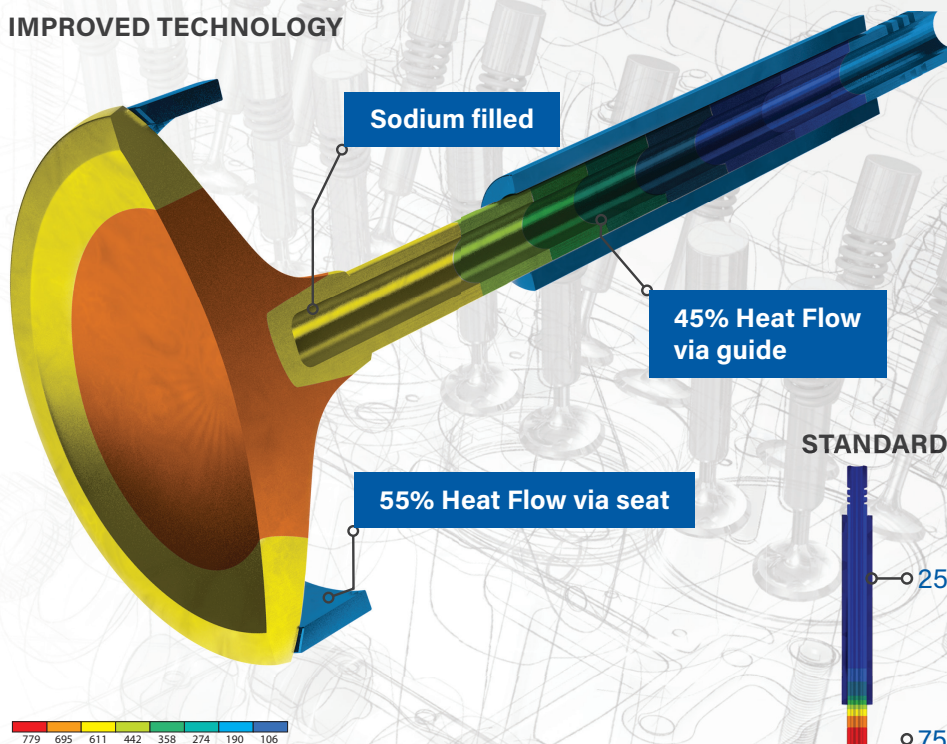 IMPROVED TECHNOLOGY
Sodium filled
45% Heat Flow
via guide
STANDARD
55% Heat Flow via seat
25
75
779 695 611 442 358 274 190 106